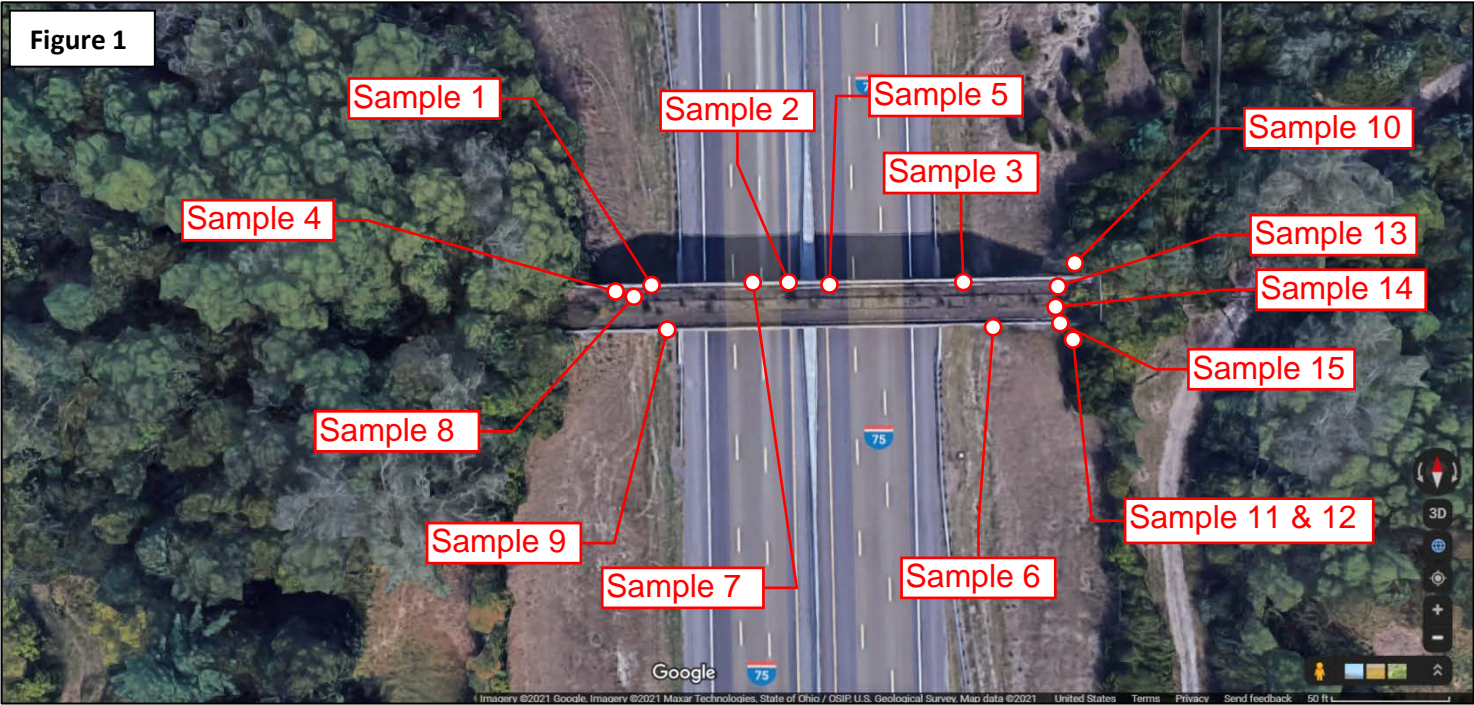 Figure 1
Sample 1
Sample 2
Sample 5
Sample 10
Sample 3
Sample 4
Sample 13
Sample 14
Sample 15
Sample 8
75
Sample 11 & 12
Sample 9
Sample 7
Sample 6
3D
Google
75
Imagery ©2021 Google, Imagery ©2021 Maxar Technologies, State of Ohio / OSIP, U.S. Geological Survey, Map data ©2021 United States Terms Privacy Send feedback 50 ft